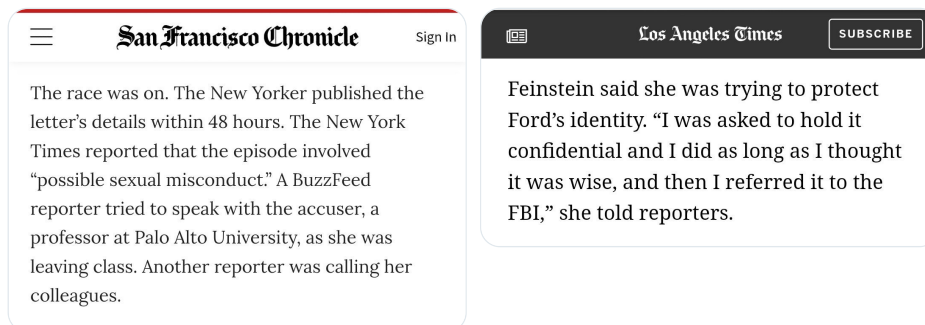 San Francisco Chronicle
Sign In
The race was on. The New Yorker published the
letter’s details within 48 hours. The New York
Times reported that the episode involved
“possible sexual misconduct.” A BuzzFeed
reporter tried to speak with the accuser, a
professor at Palo Alto University, as she was
leaving class. Another reporter was calling her
colleagues.
Los Angeles Times
SUBSCRIBE
Feinstein said she was trying to protect
Ford’s identity. “I was asked to hold it
confidential and I did as long as I thought
it was wise, and then I referred it to the
FBI,” she told reporters.